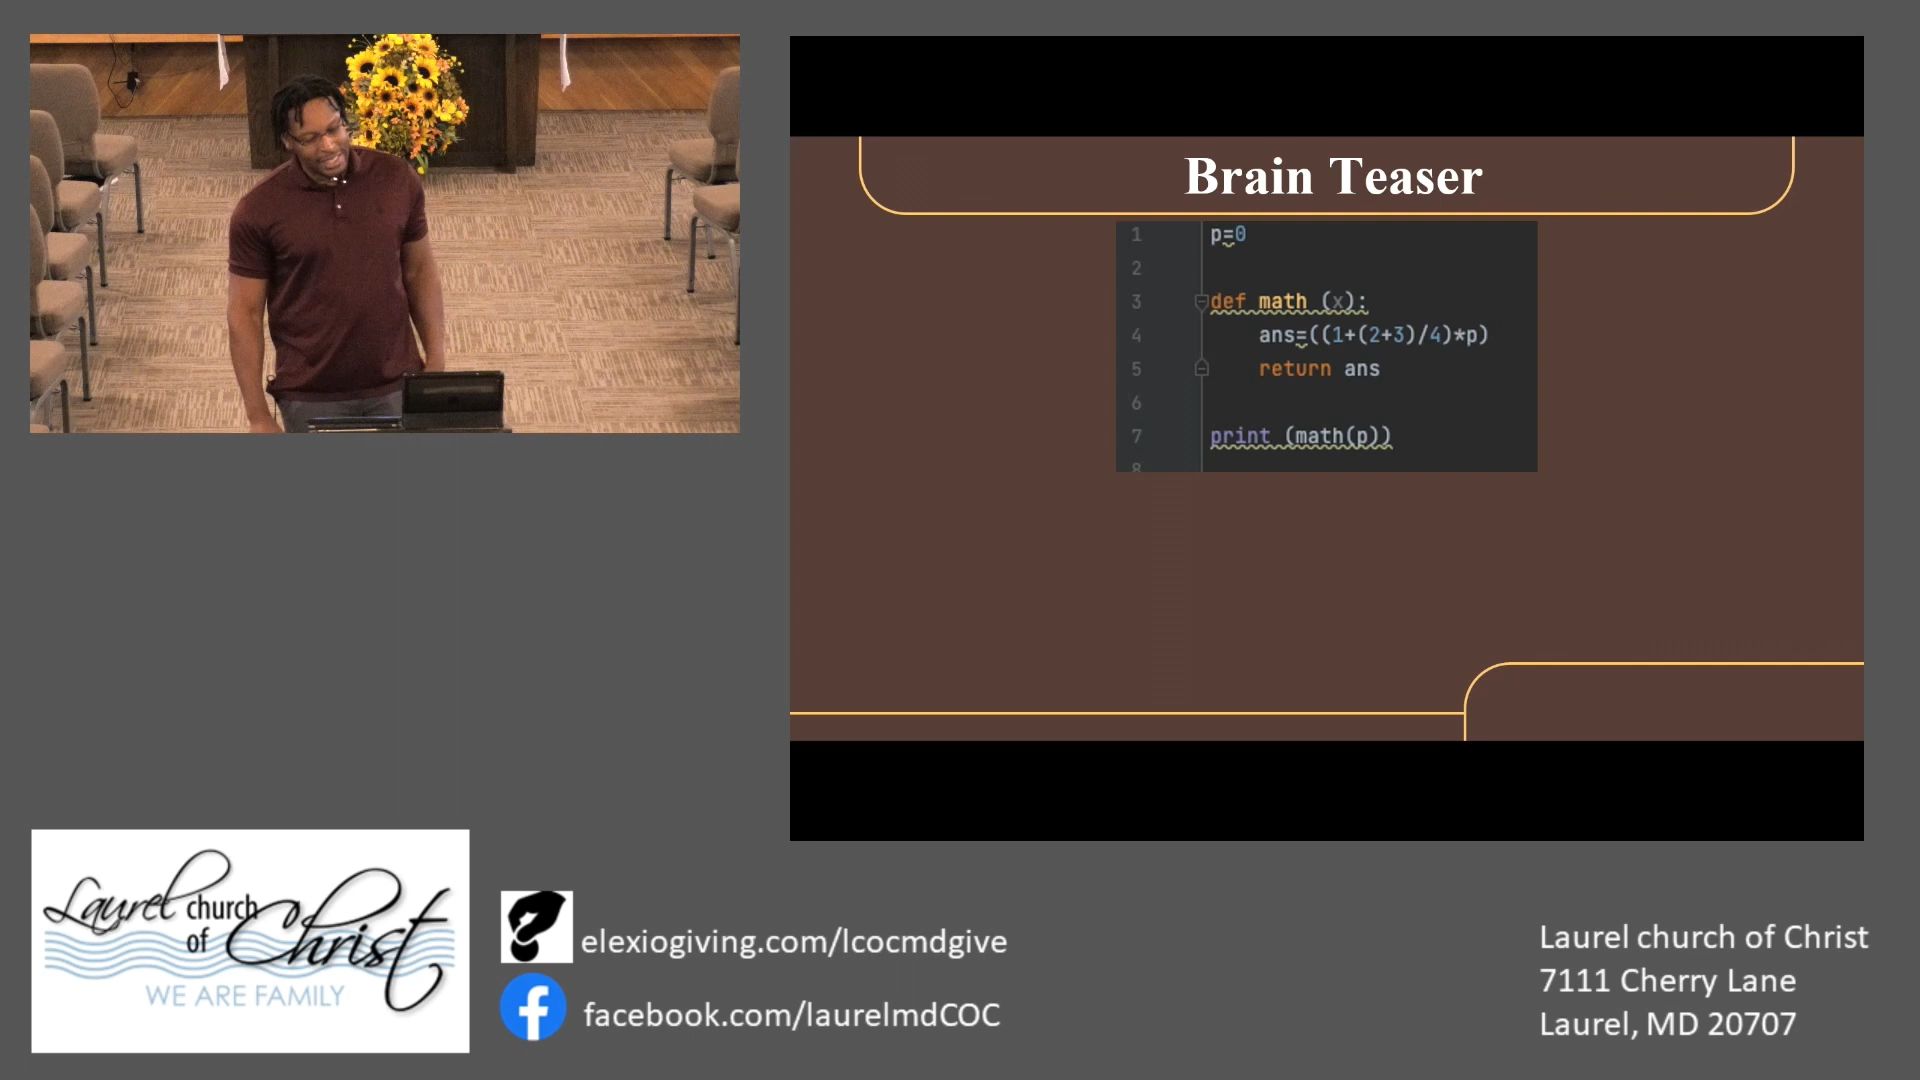 Brain Teaser
1 p=0
2
3 def math (x):
4 ans=((1+(2+3)/4)*p)
5 return ans
6
7 print (math(p))
8
Laurel church
of Christ
WE ARE FAMILY
elexiogiving.com/lcocmdgive
facebook.com/laurelmdCOC
Laurel church of Christ
7111 Cherry Lane
Laurel, MD 20707